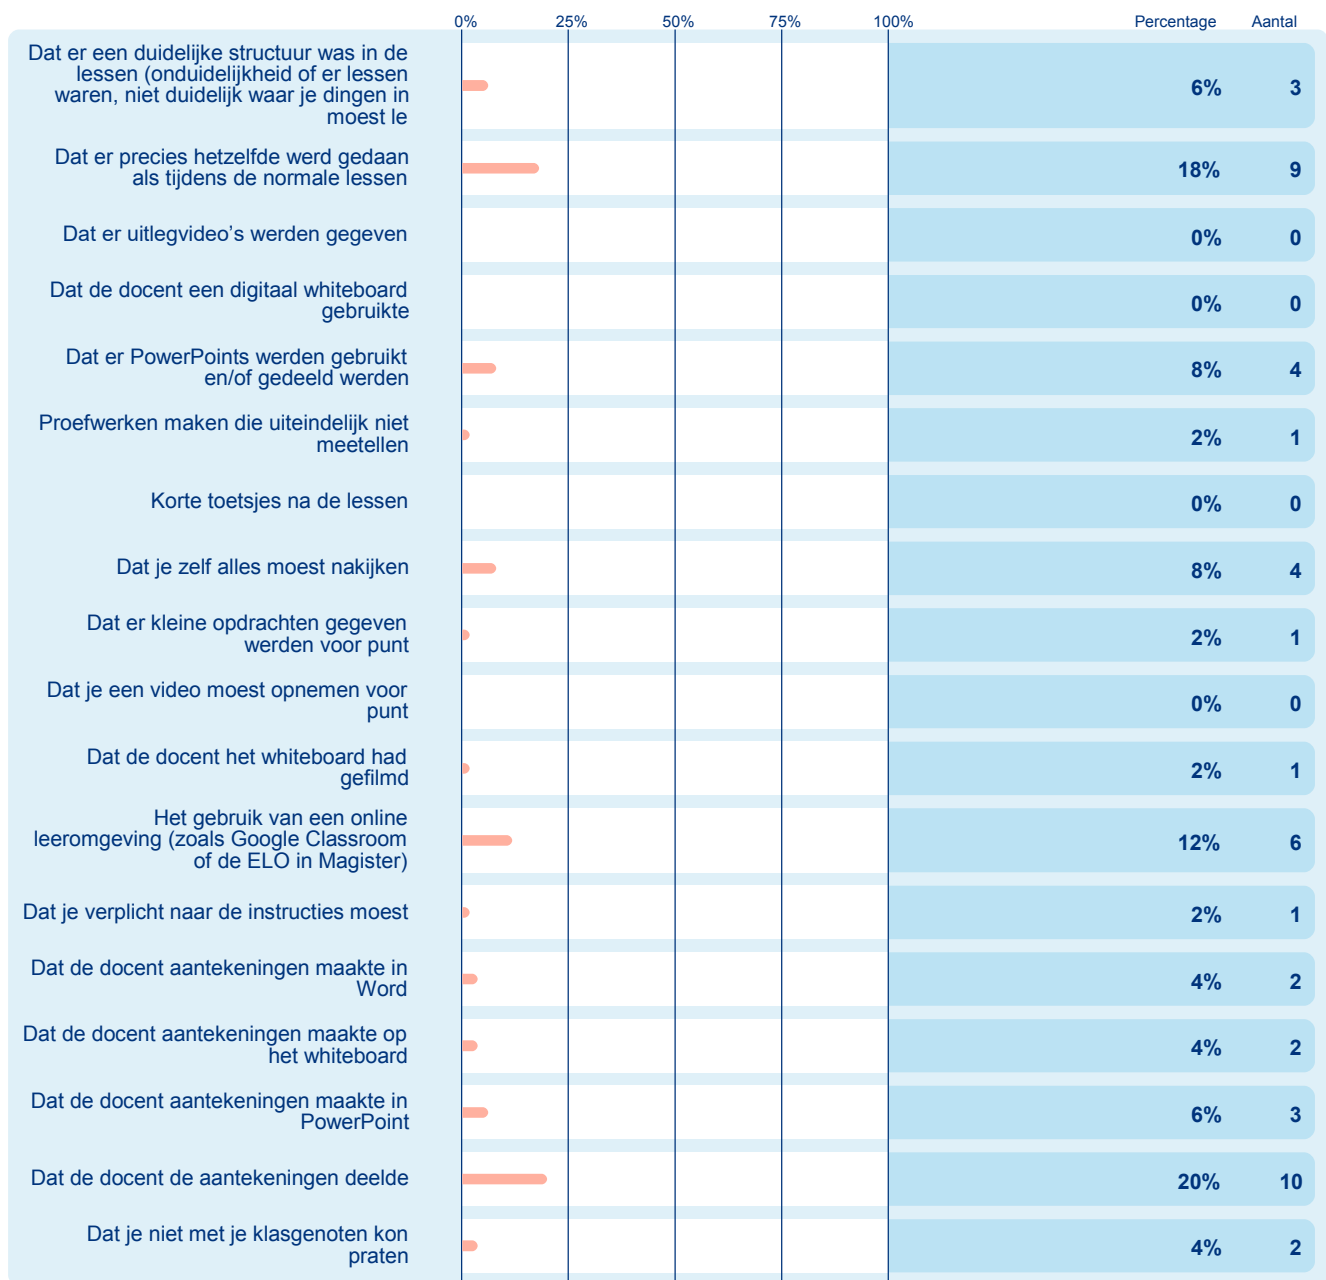 0% 25% 50% 75% 100% Percentage Aantal
Dat er een duidelijke structuur was in de
lessen (onduidelijkheid of er lessen
waren, niet duidelijk waar je dingen in
moest le
6% 3
Dat er precies hetzelfde werd gedaan
als tijdens de normale lessen
18% 9
Dat er uitlegvideo’s werden gegeven
0% 0
Dat de docent een digitaal whiteboard
gebruikte
0% 0
Dat er PowerPoints werden gebruikt
en/of gedeeld werden
8% 4
Proefwerken maken die uiteindelijk niet
meetellen
2% 1
Korte toetsjes na de lessen
0% 0
Dat je zelf alles moest nakijken
8% 4
Dat er kleine opdrachten gegeven
werden voor punt
2% 1
Dat je een video moest opnemen voor
punt
0% 0
Dat de docent het whiteboard had
gefilmd
2% 1
Het gebruik van een online
leeromgeving (zoals Google Classroom
of de ELO in Magister)
12% 6
Dat je verplicht naar de instructies moest
2% 1
Dat de docent aantekeningen maakte in
Word
4% 2
Dat de docent aantekeningen maakte op
het whiteboard
4% 2
Dat de docent aantekeningen maakte in
PowerPoint
6% 3
Dat de docent de aantekeningen deelde
20% 10
Dat je niet met je klasgenoten kon
praten
4% 2